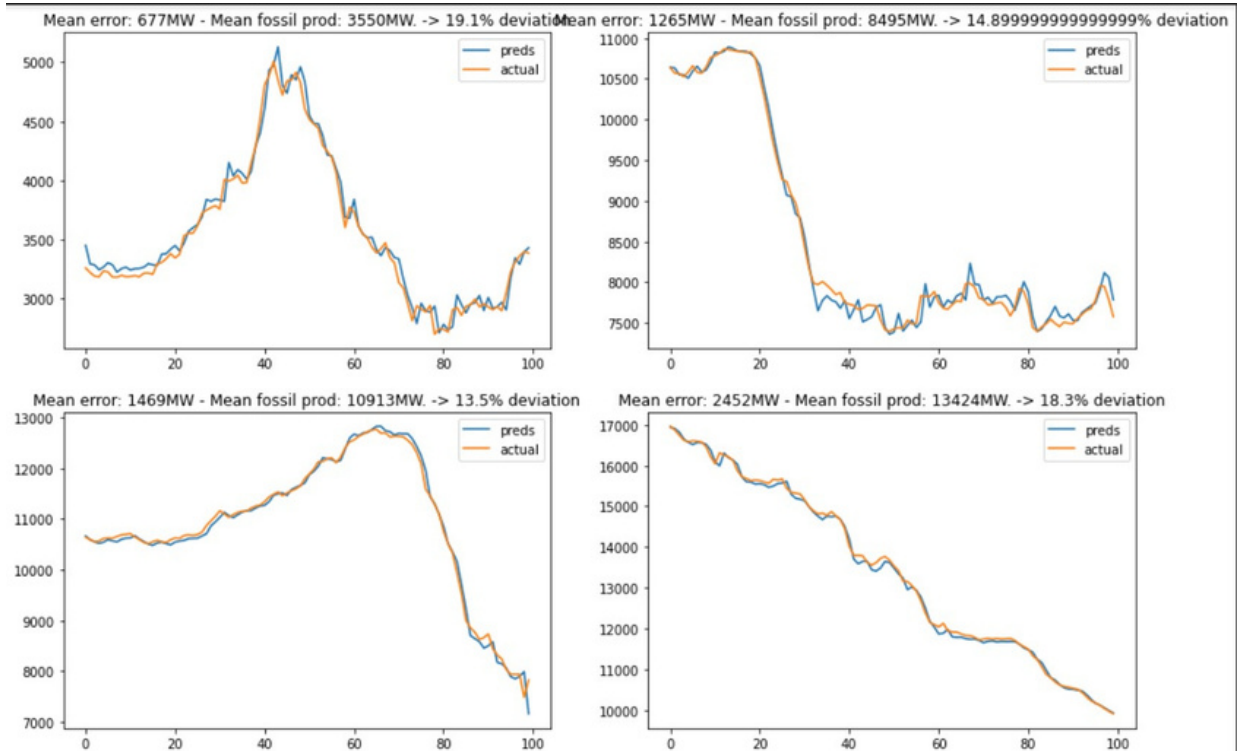 Mean error: 677MW - Mean fossil prod: 3550MW. -> 19.1% deviation
Mean error: 1265MW - Mean fossil prod: 8495MW. -> 14.899999999999999% deviation
preds
actual
5000
4500
4000
3500
3000
0 20 40 60 80 100
preds
actual
11000
10500
10000
9500
9000
8500
8000
7500
0 20 40 60 80 100
Mean error: 1469MW - Mean fossil prod: 10913MW. -> 13.5% deviation
Mean error: 2452MW - Mean fossil prod: 13424MW. -> 18.3% deviation
preds
actual
13000
12000
11000
10000
9000
8000
7000
0 20 40 60 80 100
preds
actual
17000
16000
15000
14000
13000
12000
11000
10000
0 20 40 60 80 100